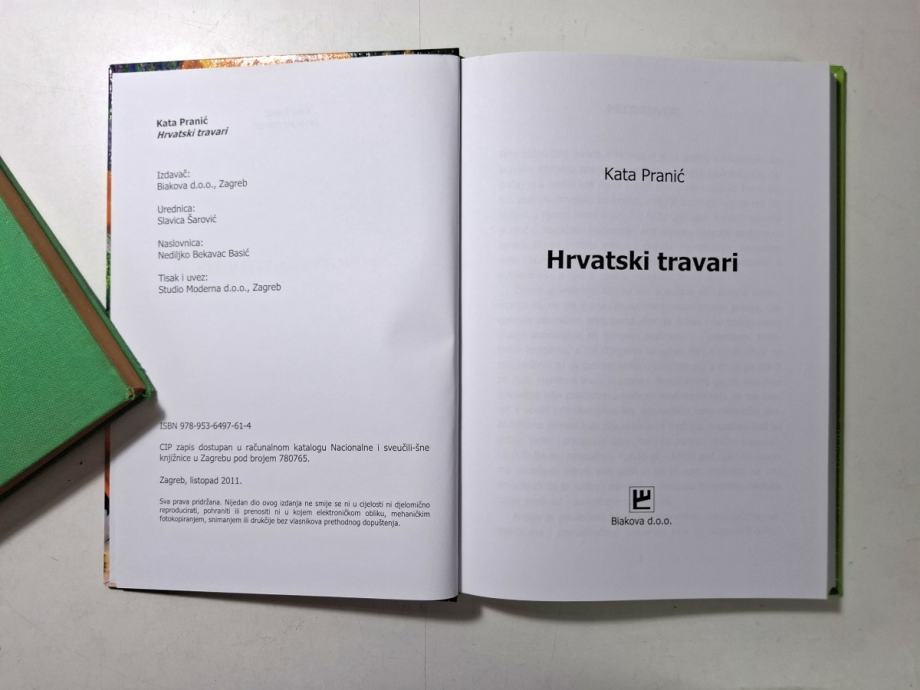 Kata Pranić
Hrvatski travari
Izdavač:
Biakova d.o.o., Zagreb
Urednica:
Slavica Šarović
Naslovnica:
Nediljko Bekavac Basić
Tisak i uvez:
Studio Moderna d.o.o., Zagreb
ISBN 978-953-6497-61-4
CIP zapis dostupan u računalnom katalogu Nacionalne i sveučili-šne
knjižnice u Zagrebu pod brojem 780765.
Zagreb, listopad 2011.
Sva prava pridržana. Nijedan dio ovog izdanja ne smije se ni u cijelosti ni djelomično
reproducirati, pohraniti ili prenositi ni u kojem elektroničkom obliku, mehaničkim
fotokopiranjem, snimanjem ili drukčije bez vlasnikova prethodnog dopuštenja.
Kata Pranić
Hrvatski travari
Biakova d.o.o.